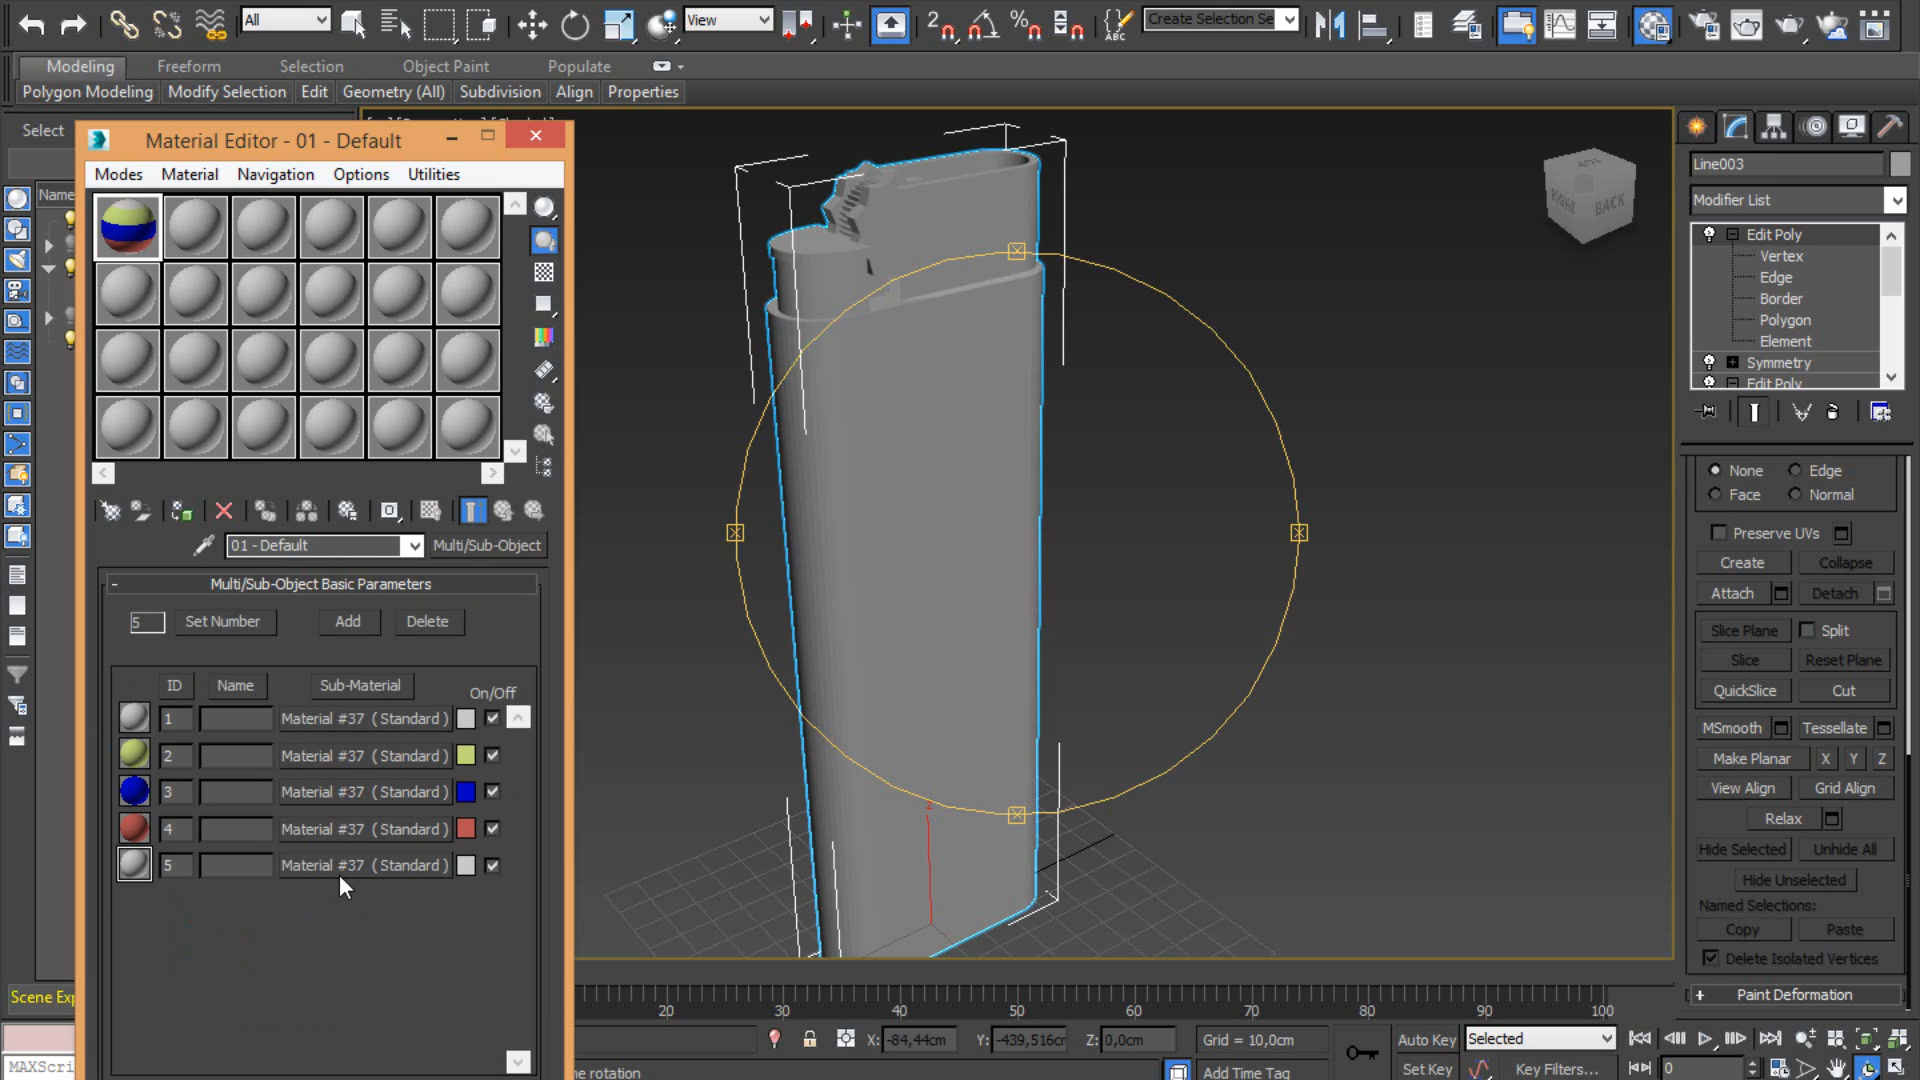 All
View
Create Selection Se
ABC
Modeling Freeform Selection Object Paint Populate
Polygon Modeling Modify Selection Edit Geometry (All) Subdivision Align Properties
Select
Name
Scene Exp
MAXScri
Material Editor - 01 - Default
Modes Material Navigation Options Utilities
01 - Default Multi/Sub-Object
Multi/Sub-Object Basic Parameters
5 Set Number Add Delete
ID Name Sub-Material On/Off
1 Material #37 ( Standard )
2 Material #37 ( Standard )
3 Material #37 ( Standard )
4 Material #37 ( Standard )
5 Material #37 ( Standard )
TOP
RIGHT BACK
z
Line003
Modifier List
Edit Poly
Vertex
Edge
Border
Polygon
Element
Symmetry
Edit Poly
None Edge
Face Normal
Preserve UVs
Create Collapse
Attach Detach
Slice Plane Split
Slice Reset Plane
QuickSlice Cut
MSmooth Tessellate
Make Planar X Y Z
View Align Grid Align
Relax
Hide Selected Unhide All
Hide Unselected
Named Selections:
Copy Paste
Delete Isolated Vertices
+ Paint Deformation
20 30 40 50 60 70 80 90 100
X: -84,44cm Y: -439,516cr Z: 0,0cm Grid = 10,0cm Auto Key Selected
ne rotation Add Time Tag Set Key Key Filters... 0